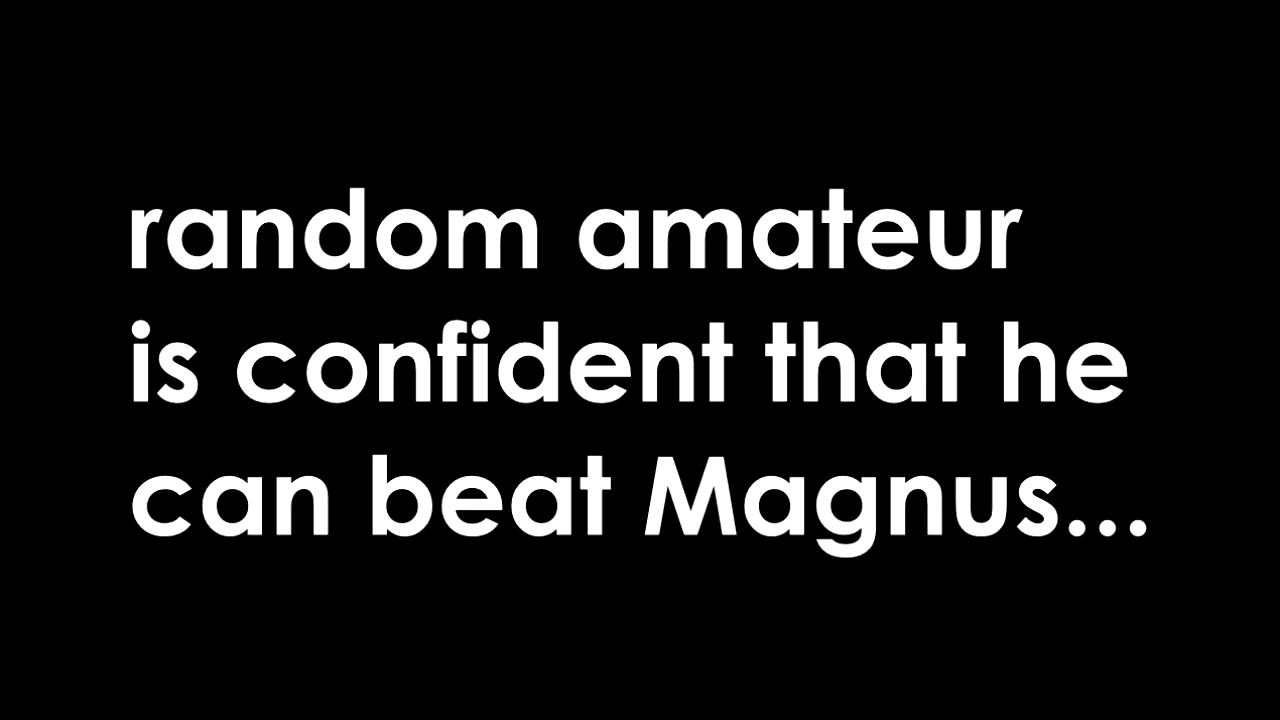 random amateur
is confident that he
can beat Magnus...